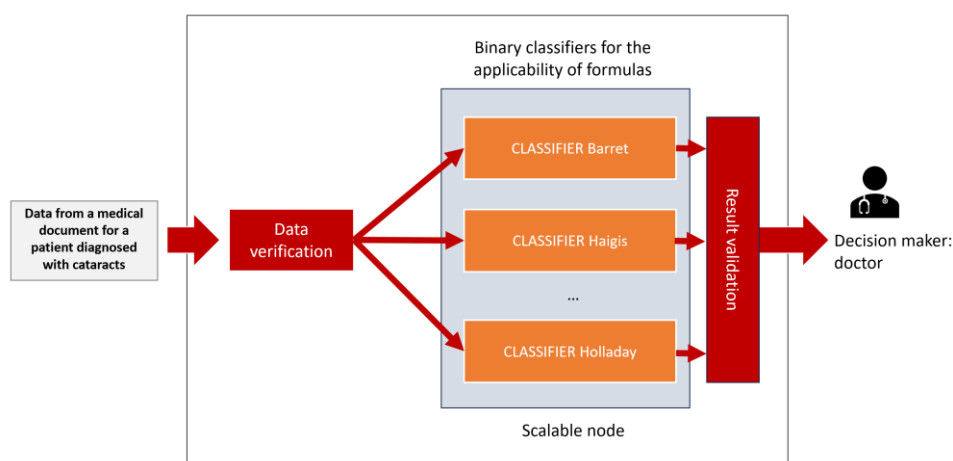 Binary classifiers for the
applicability of formulas
CLASSIFIER Barret
Data from a medical
document for a
patient diagnosed
with cataracts
Data
verification
CLASSIFIER Haigis
...
CLASSIFIER Holladay
Result validation
Decision maker:
doctor
Scalable node